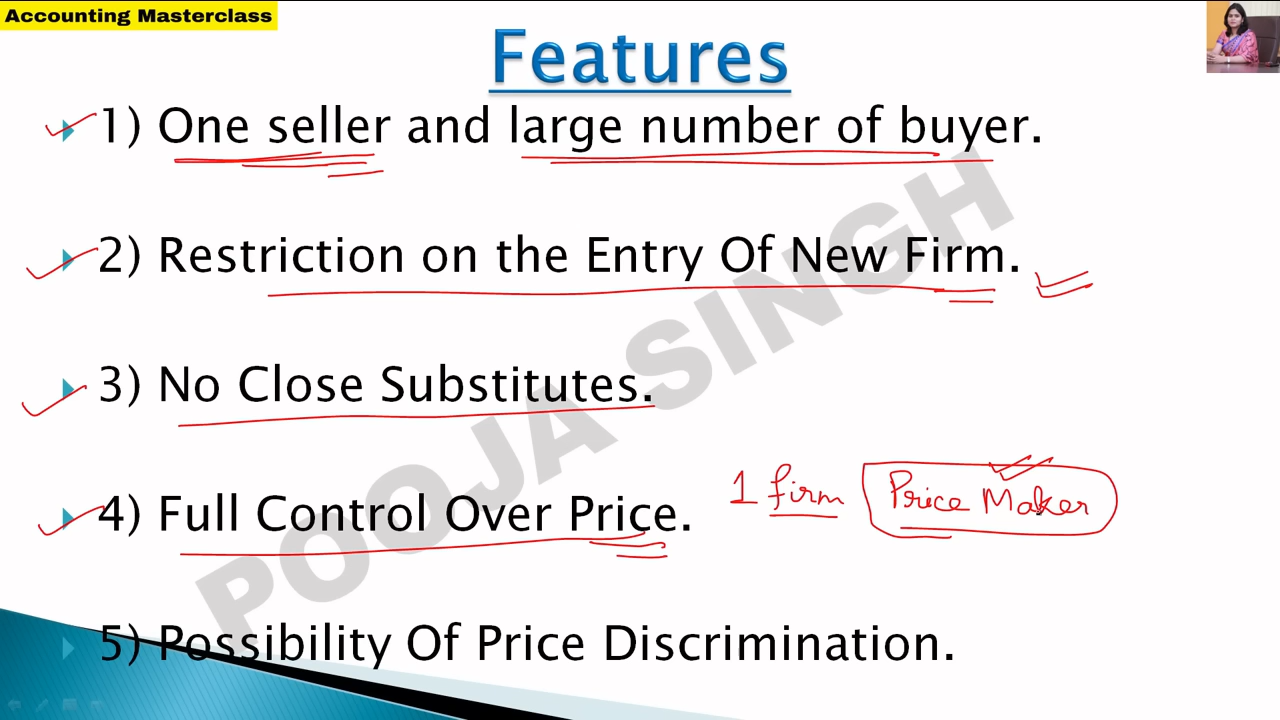 Accounting Masterclass
Features
1) One seller and large number of buyer.
2) Restriction on the Entry Of New Firm.
3) No Close Substitutes.
4) Full Control Over Price. 1 firm Price Maker
5) Possibility Of Price Discrimination.
POOJA SINGH